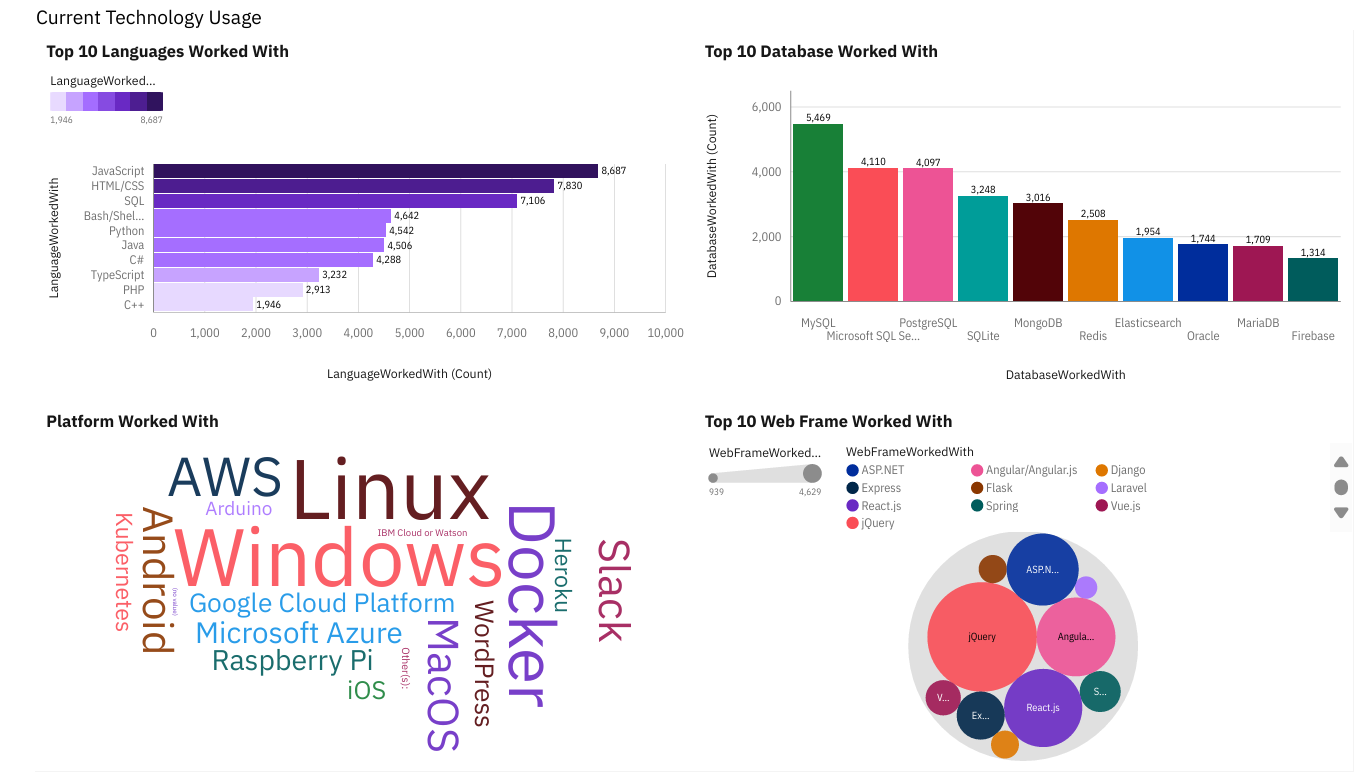 Current Technology Usage
Top 10 Languages Worked With
LanguageWorked...
1,946 8,687
LanguageWorkedWith
JavaScript 8,687
HTML/CSS 7,830
SQL 7,106
Bash/Shel... 4,642
Python 4,542
Java 4,506
C# 4,288
TypeScript 3,232
PHP 2,913
C++ 1,946
0 1,000 2,000 3,000 4,000 5,000 6,000 7,000 8,000 9,000 10,000
LanguageWorkedWith (Count)
Top 10 Database Worked With
DatabaseWorkedWith (Count)
6,000
4,000
2,000
0
5,469
4,110
4,097
3,248
3,016
2,508
1,954
1,744
1,709
1,314
MySQL PostgreSQL MongoDB Elasticsearch MariaDB
Microsoft SQL Se... SQLite Redis Oracle Firebase
DatabaseWorkedWith
Platform Worked With
AWS
Linux
Arduino
IBM Cloud or Watson
Kubernetes
Android
Windows
Docker
Heroku
Slack
(no value)
Google Cloud Platform
Microsoft Azure
Raspberry Pi
iOS
Other(s):
MacOS
WordPress
Top 10 Web Frame Worked With
WebFrameWorked...
939 4,629
WebFrameWorkedWith
ASP.NET Angular/Angular.js Django
Express Flask Laravel
React.js Spring Vue.js
jQuery
ASP.N...
jQuery
Angula...
V...
Ex...
React.js
S...